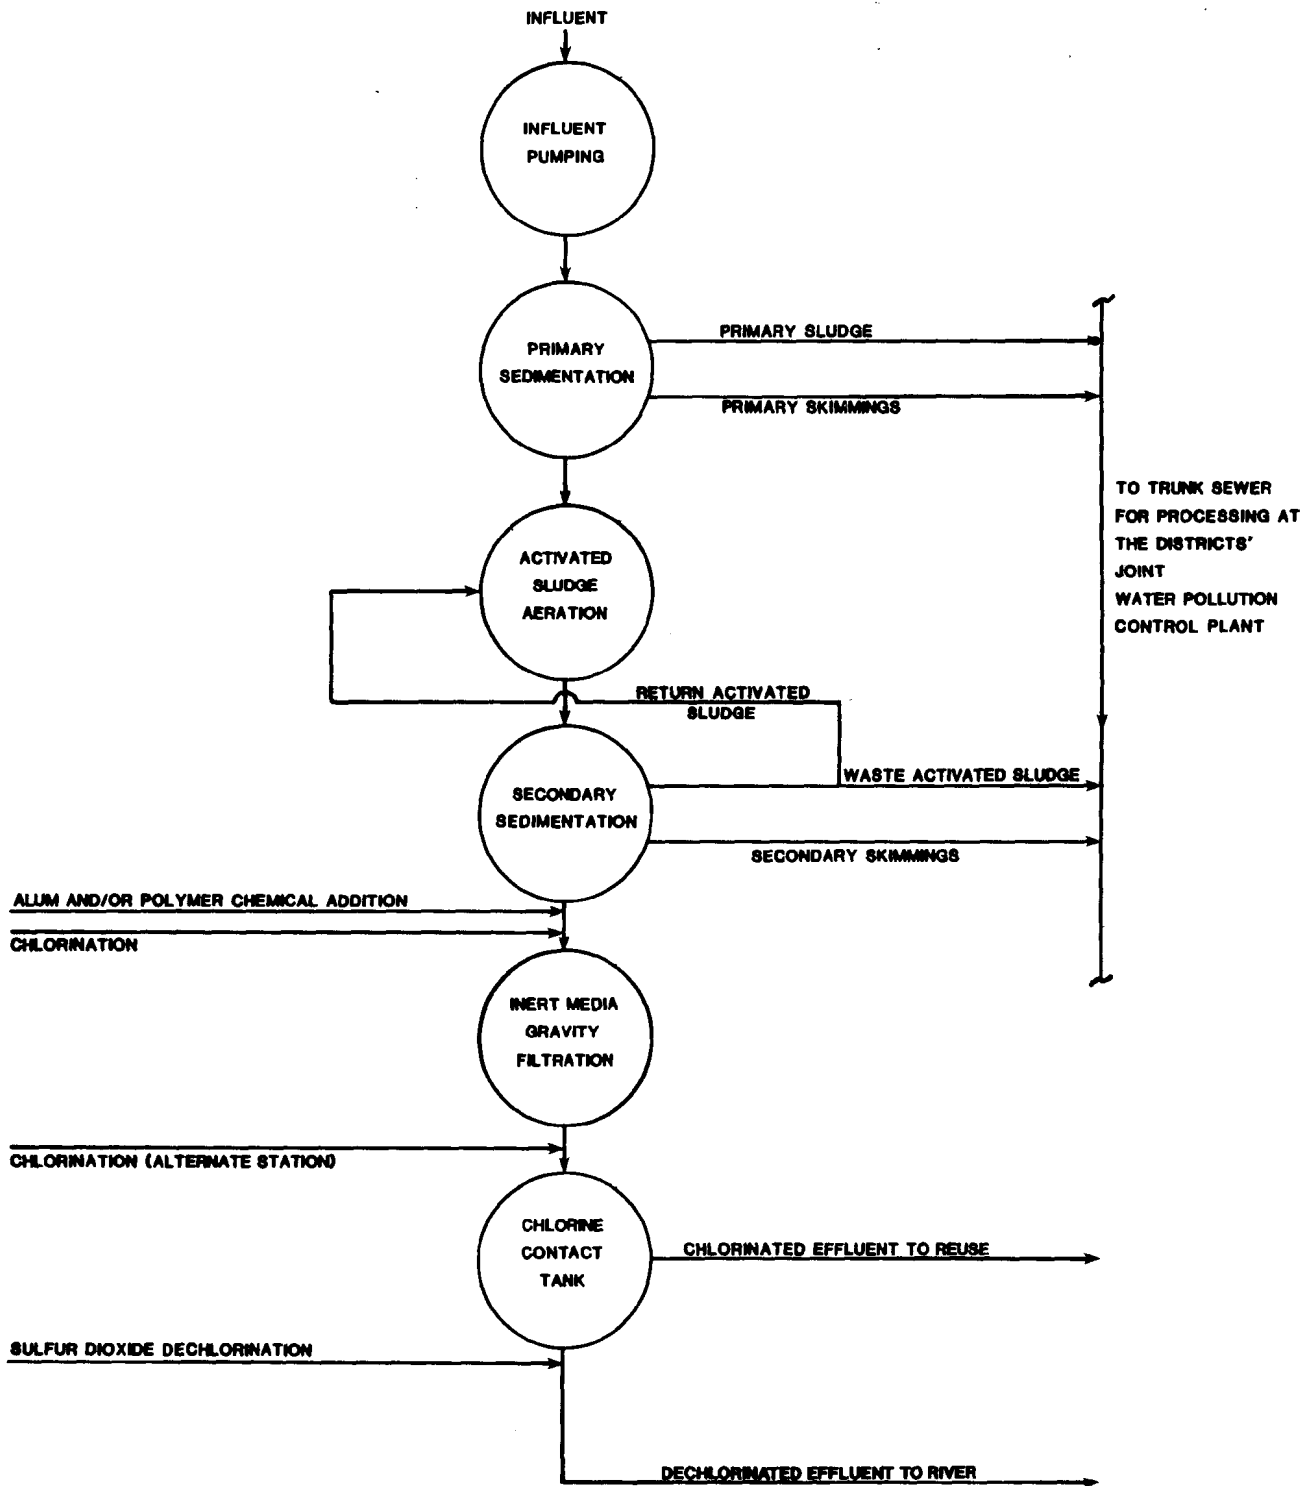 INFLUENT
INFLUENT
PUMPING
PRIMARY
SEDIMENTATION
PRIMARY SLUDGE
PRIMARY SKIMMINGS
TO TRUNK SEWER
FOR PROCESSING AT
THE DISTRICTS'
JOINT
WATER POLLUTION
CONTROL PLANT
ACTIVATED
SLUDGE
AERATION
RETURN ACTIVATED
SLUDGE
SECONDARY
SEDIMENTATION
WASTE ACTIVATED SLUDGE
SECONDARY SKIMMINGS
ALUM AND/OR POLYMER CHEMICAL ADDITION
CHLORINATION
INERT MEDIA
GRAVITY
FILTRATION
CHLORINATION (ALTERNATE STATION)
CHLORINE
CONTACT
TANK
CHLORINATED EFFLUENT TO REUSE
SULFUR DIOXIDE DECHLORINATION
DECHLORINATED EFFLUENT TO RIVER